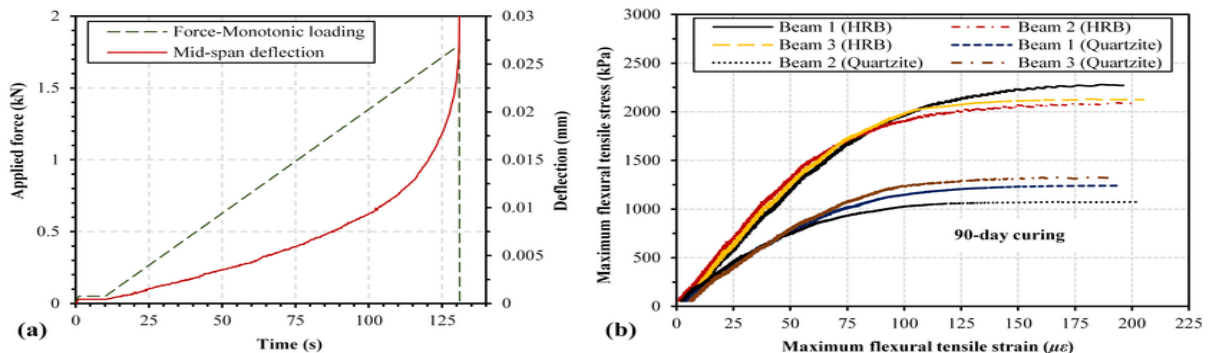 Force-Monotonic loading
Mid-span deflection
Applied force (kN)
2
1.5
1
0.5
0
0.03
0.025
0.02
0.015
0.01
0.005
0
Deflection (mm)
0 25 50 75 100 125
Time (s)
(a)
Beam 1 (HRB) Beam 2 (HRB)
Beam 3 (HRB) Beam 1 (Quartzite)
Beam 2 (Quartzite) Beam 3 (Quartzite)
Maximum flexural tensile stress (kPa)
3000
2500
2000
1500
1000
500
0
90-day curing
0 25 50 75 100 125 150 175 200 225
Maximum flexural tensile strain (με)
(b)